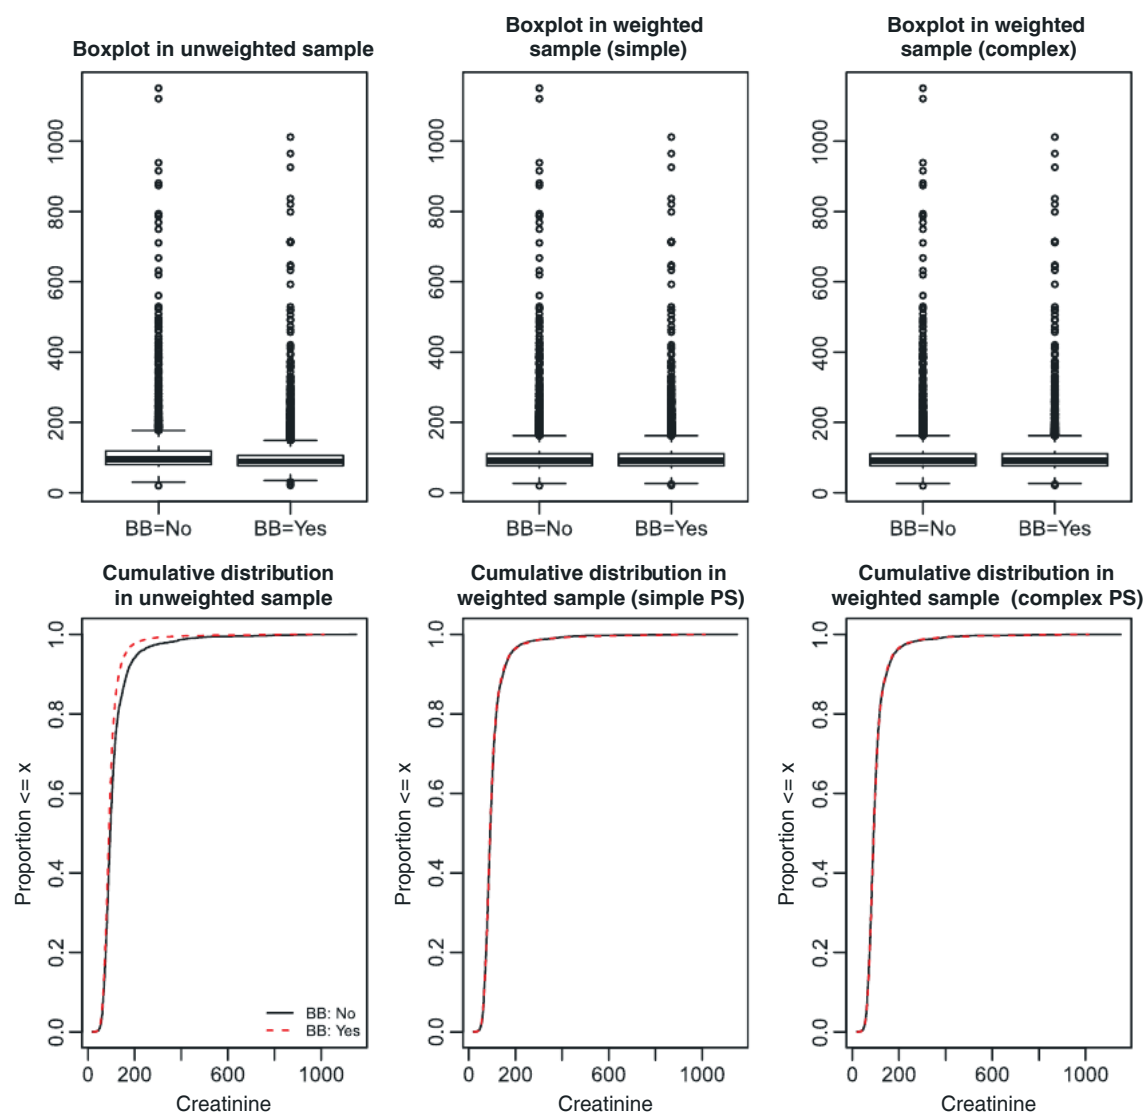 Boxplot in unweighted sample
1000
800
600
400
200
0
BB=No BB=Yes
Boxplot in weighted
sample (simple)
1000
800
600
400
200
0
BB=No BB=Yes
Boxplot in weighted
sample (complex)
1000
800
600
400
200
0
BB=No BB=Yes
Cumulative distribution
in unweighted sample
Proportion <= x
1.0
0.8
0.6
0.4
0.2
0.0
BB: No
BB: Yes
0 200 600 1000
Creatinine
Cumulative distribution in
weighted sample (simple PS)
Proportion <= x
1.0
0.8
0.6
0.4
0.2
0.0
0 200 600 1000
Creatinine
Cumulative distribution in
weighted sample (complex PS)
Proportion <= x
1.0
0.8
0.6
0.4
0.2
0.0
0 200 600 1000
Creatinine